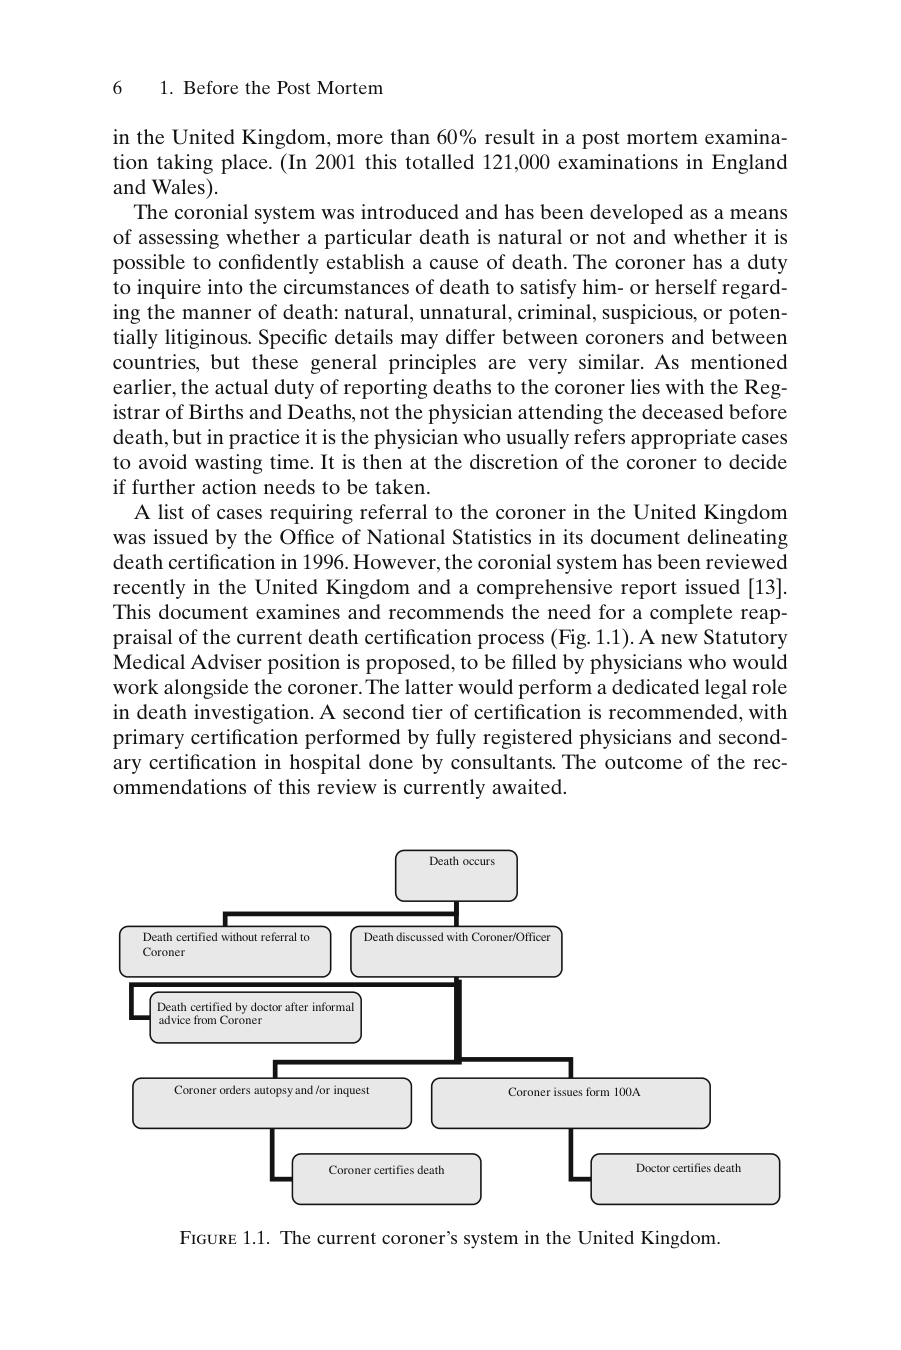 6 1. Before the Post Mortem
in the United Kingdom, more than 60% result in a post mortem examina-
tion taking place. (In 2001 this totalled 121,000 examinations in England
and Wales).
The coronial system was introduced and has been developed as a means
of assessing whether a particular death is natural or not and whether it is
possible to confidently establish a cause of death. The coroner has a duty
to inquire into the circumstances of death to satisfy him- or herself regard-
ing the manner of death: natural, unnatural, criminal, suspicious, or poten-
tially litiginous. Specific details may differ between coroners and between
countries, but these general principles are very similar. As mentioned
earlier, the actual duty of reporting deaths to the coroner lies with the Reg-
istrar of Births and Deaths, not the physician attending the deceased before
death, but in practice it is the physician who usually refers appropriate cases
to avoid wasting time. It is then at the discretion of the coroner to decide
if further action needs to be taken.
A list of cases requiring referral to the coroner in the United Kingdom
was issued by the Office of National Statistics in its document delineating
death certification in 1996. However, the coronial system has been reviewed
recently in the United Kingdom and a comprehensive report issued [13].
This document examines and recommends the need for a complete reap-
praisal of the current death certification process (Fig. 1.1). A new Statutory
Medical Adviser position is proposed, to be filled by physicians who would
work alongside the coroner. The latter would perform a dedicated legal role
in death investigation. A second tier of certification is recommended, with
primary certification performed by fully registered physicians and second-
ary certification in hospital done by consultants. The outcome of the rec-
ommendations of this review is currently awaited.
Death occurs
Death certified without referral to
Coroner
Death discussed with Coroner/Officer
Death certified by doctor after informal
advice from Coroner
Coroner orders autopsy and /or inquest
Coroner issues form 100A
Coroner certifies death
Doctor certifies death
FIGURE 1.1. The current coroner's system in the United Kingdom.